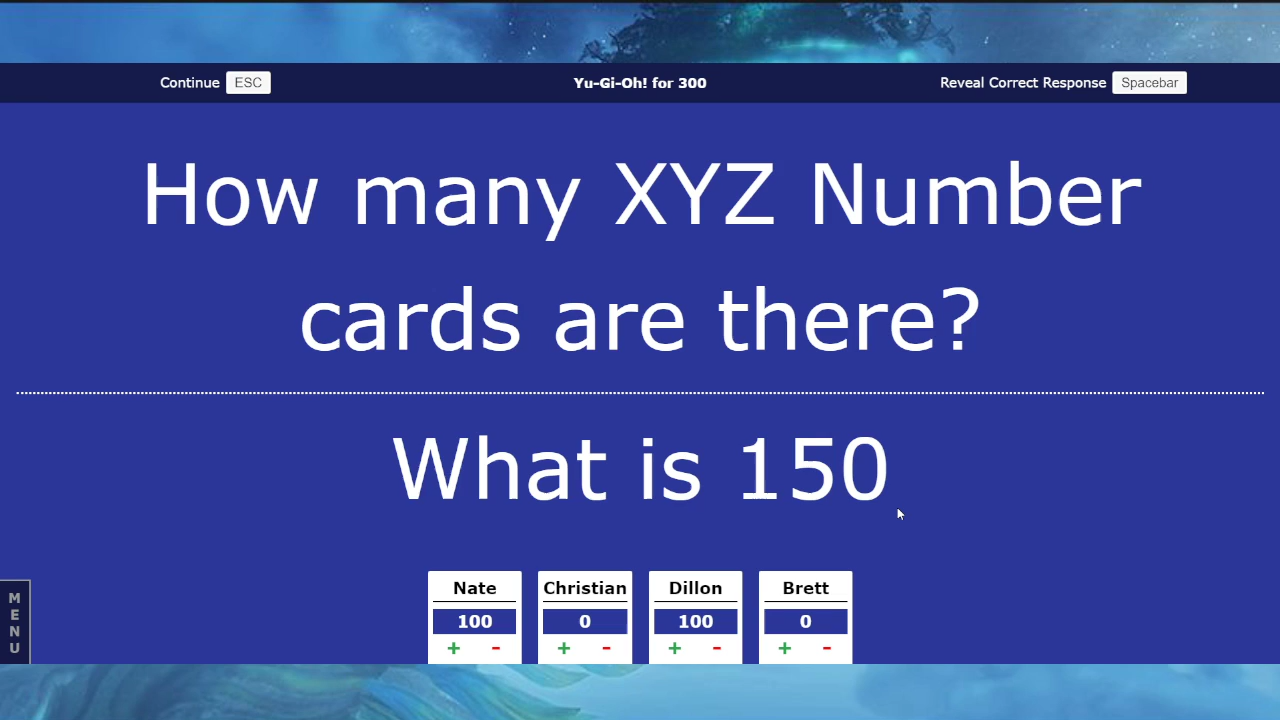 Continue ESC
Yu-Gi-Oh! for 300
Reveal Correct Response Spacebar
How many XYZ Number
cards are there?
What is 150
MENU
Nate Christian Dillon Brett
100 0 100 0
+ - + - + - + -